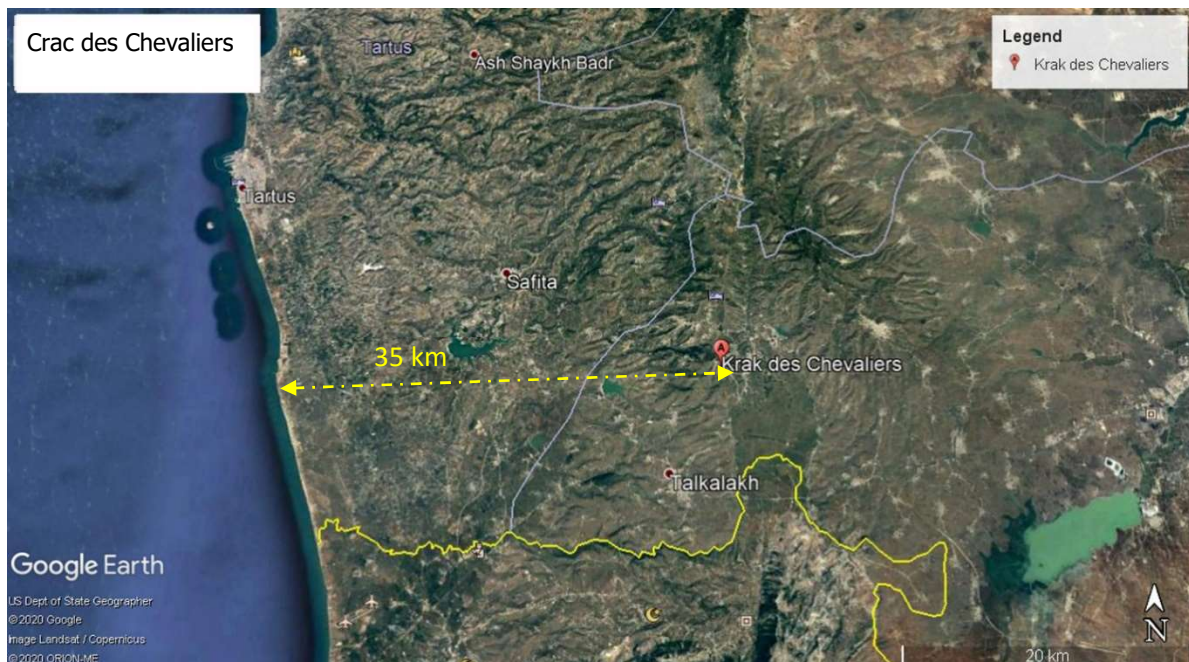 Crac des Chevaliers
Tartus
Ash Shaykh Badr
Legend
A Krak des Chevaliers
Tartus
Safita
35 km
A
Krak des Chevaliers
Talkalakh
Google Earth
US Dept of State Geographer
©2020 Google
Image Landsat / Copernicus
©2020 ORION-ME
N
20 km